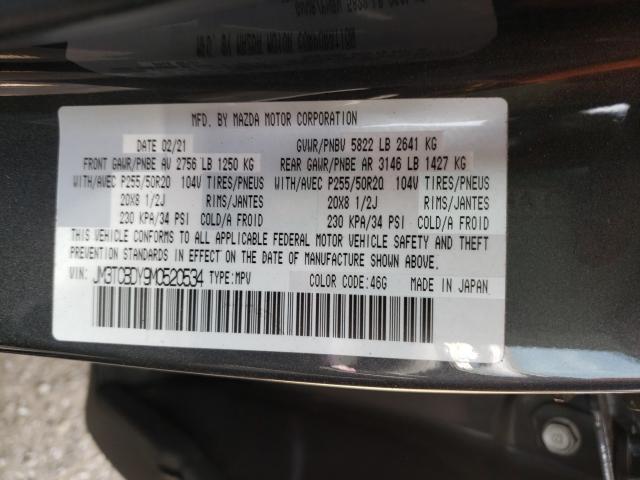 MFD. BY MAZDA MOTOR CORPORATION
DATE 02/21 GVWR/PNBV 5822 LB 2641 KG
FRONT GAWR/PNBE AV 2756 LB 1250 KG REAR GAWR/PNBE AR 3146 LB 1427 KG
WITH/AVEC P255/50R20 104V TIRES/PNEUS WITH/AVEC P255/50R20 104V TIRES/PNEUS
20X8 1/2J RIMS/JANTES 20X8 1/2J RIMS/JANTES
230 KPA/34 PSI COLD/A FROID 230 KPA/34 PSI COLD/A FROID
THIS VEHICLE CONFORMS TO ALL APPLICABLE FEDERAL MOTOR VEHICLE SAFETY AND THEFT
PREVENTION STANDARDS IN EFFECT ON THE DATE OF MANUFACTURE SHOWN ABOVE.
VIN: JM3TCBDY9M0520534 TYPE:MPV COLOR CODE:46G MADE IN JAPAN